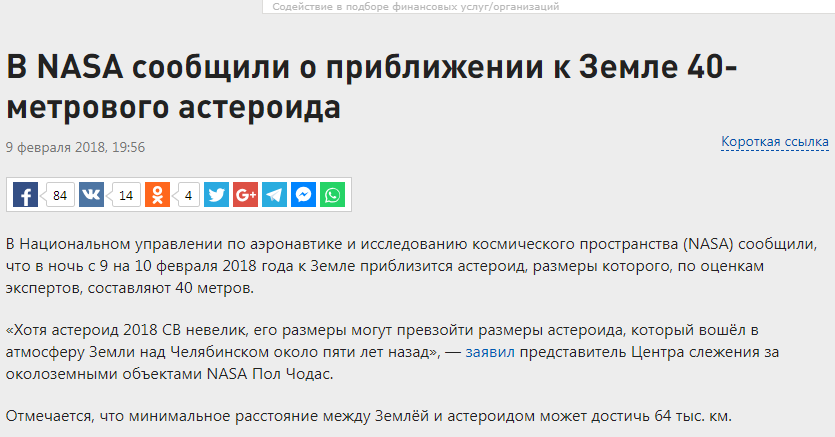 Содействие в подборе финансовых услуг/организаций
В NASA сообщили о приближении к Земле 40-
метрового астероида
9 февраля 2018, 19:56
Короткая ссылка
84
14
4
В Национальном управлении по аэронавтике и исследованию космического пространства (NASA) сообщили,
что в ночь с 9 на 10 февраля 2018 года к Земле приблизится астероид, размеры которого, по оценкам
экспертов, составляют 40 метров.
«Хотя астероид 2018 CB невелик, его размеры могут превзойти размеры астероида, который вошёл в
атмосферу Земли над Челябинском около пяти лет назад», — заявил представитель Центра слежения за
околоземными объектами NASA Пол Чодас.
Отмечается, что минимальное расстояние между Землёй и астероидом может достичь 64 тыс. км.